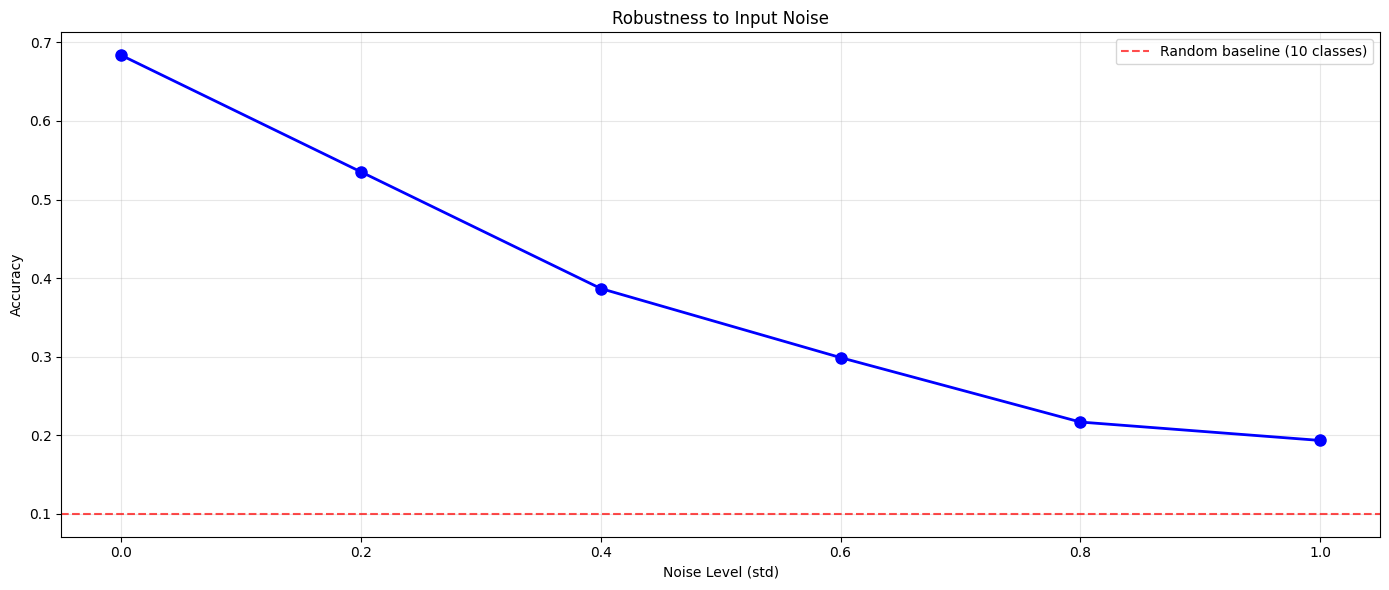 Robustness to Input Noise
Random baseline (10 classes)
Accuracy
0.7
0.6
0.5
0.4
0.3
0.2
0.1
0.0 0.2 0.4 0.6 0.8 1.0
Noise Level (std)